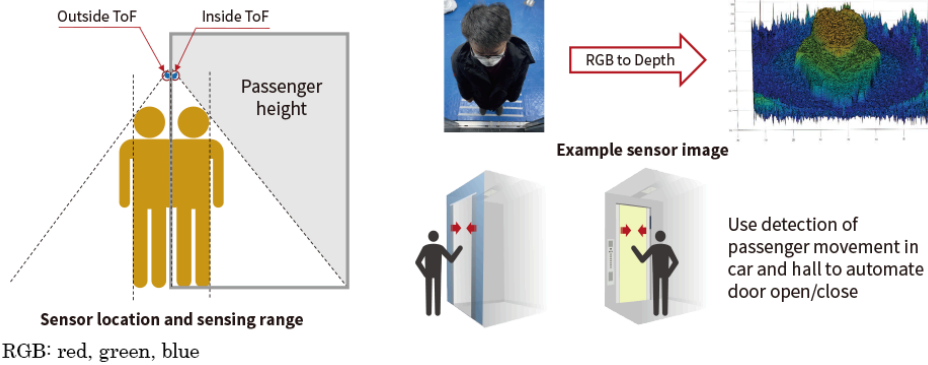 Outside ToF
Inside ToF
Passenger
height
Sensor location and sensing range
RGB: red, green, blue
RGB to Depth
Example sensor image
Use detection of
passenger movement in
car and hall to automate
door open/close